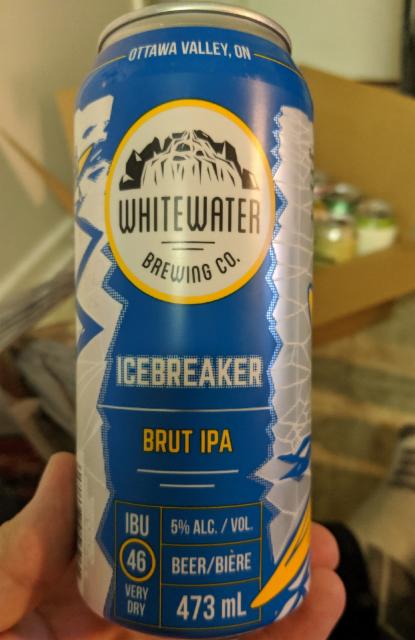 OTTAWA VALLEY, ON
WHITEWATER
BREWING CO.
ICEBREAKER
BRUT IPA
IBU
46
VERY
DRY
5% ALC. / VOL.
BEER/BIÈRE
473 mL